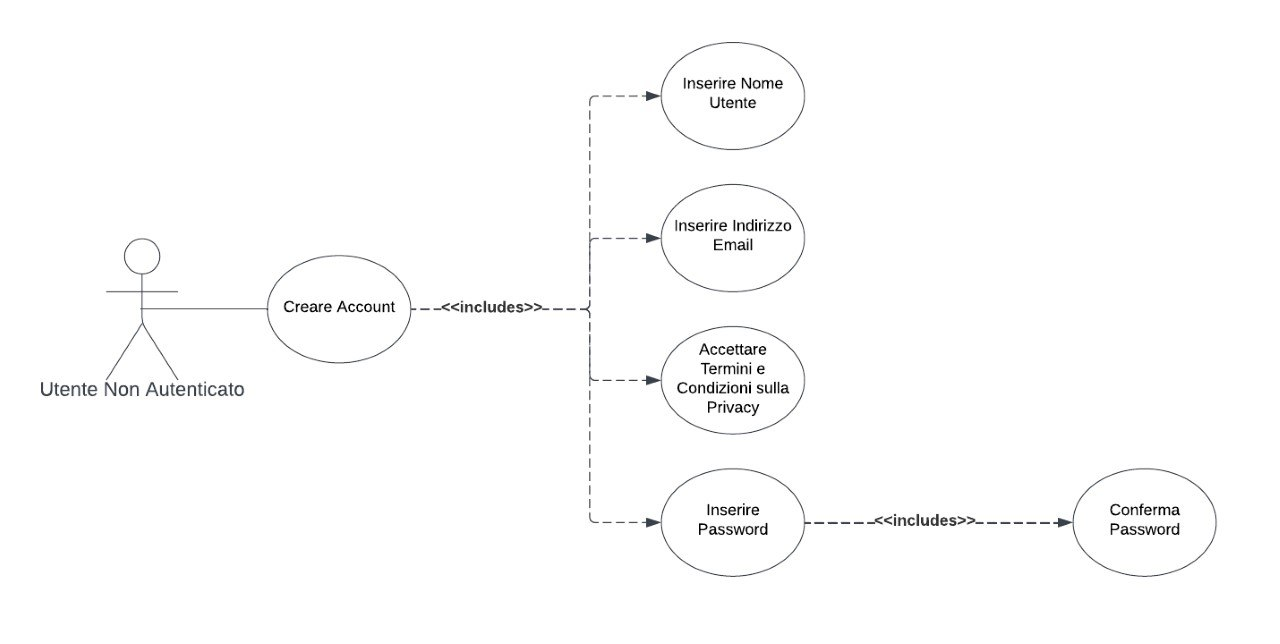 Inserire Nome
Utente
Inserire Indirizzo
Email
Utente Non Autenticato
Creare Account
<<includes>>
Accettare
Termini e
Condizioni sulla
Privacy
Inserire
Password
<<includes>>
Conferma
Password